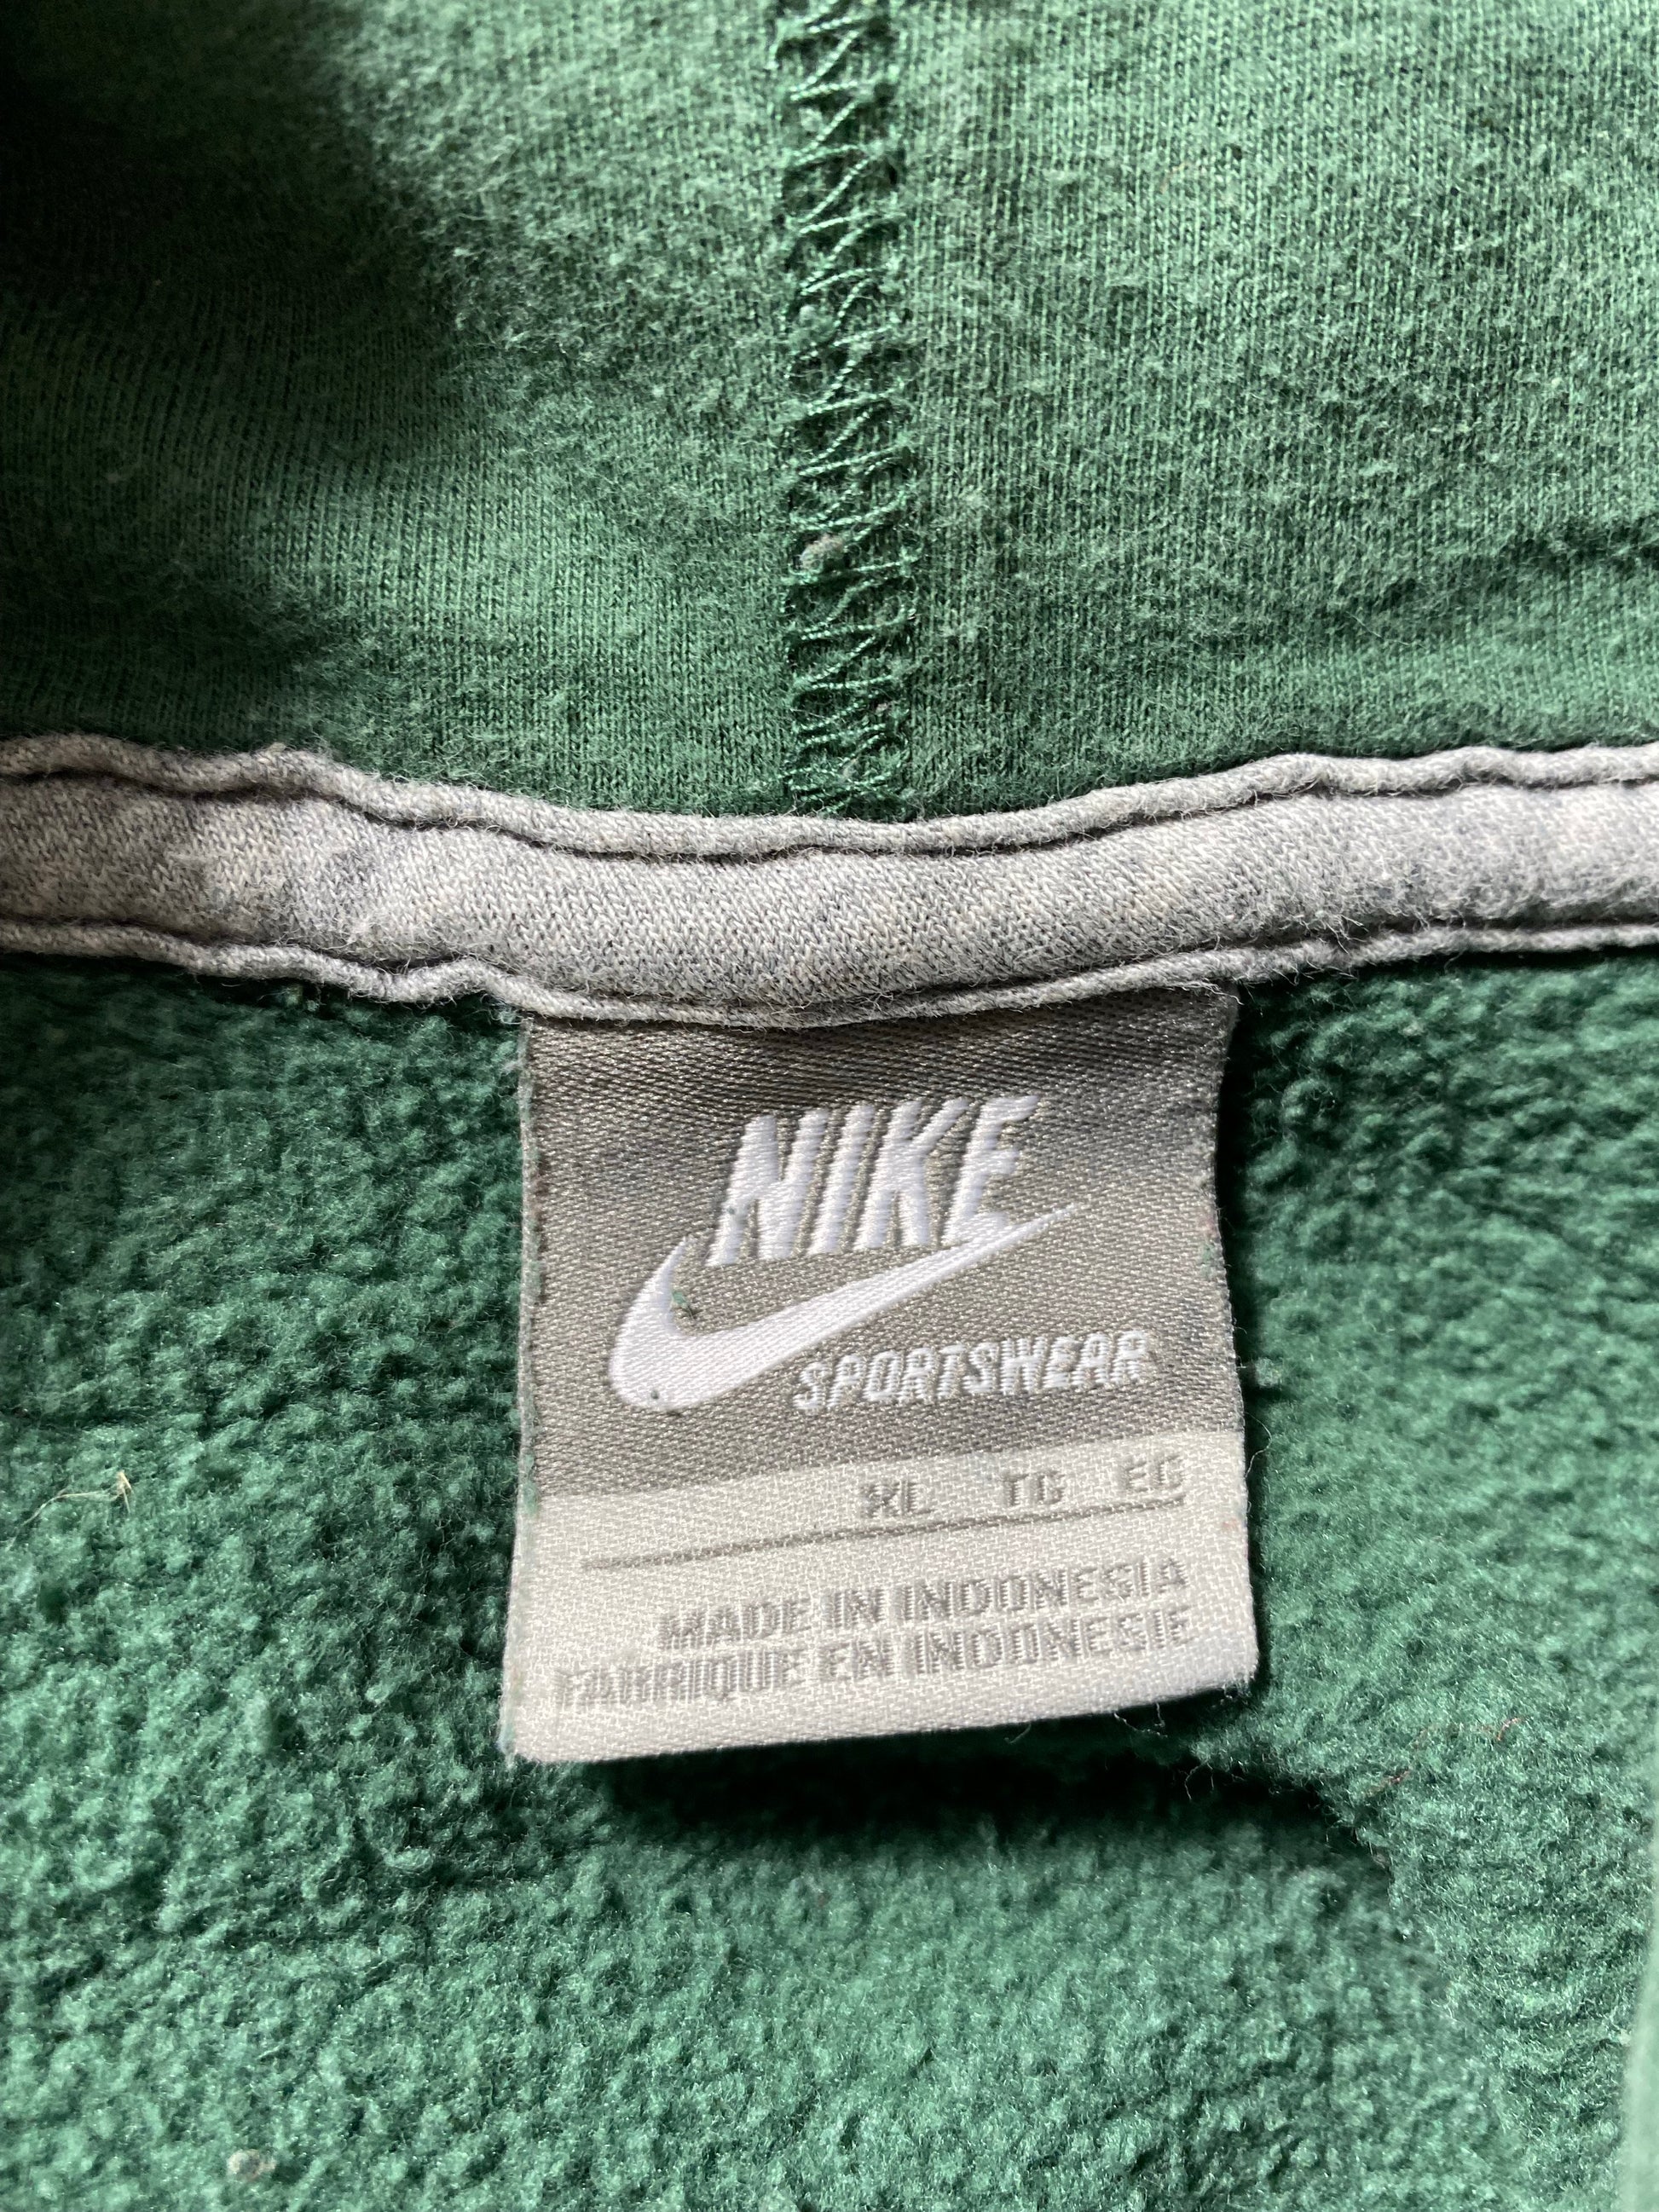 NIKE
SPORTSWEAR
XL TG EG
MADE IN INDONESIA
FABRIQUE EN INDONESIE